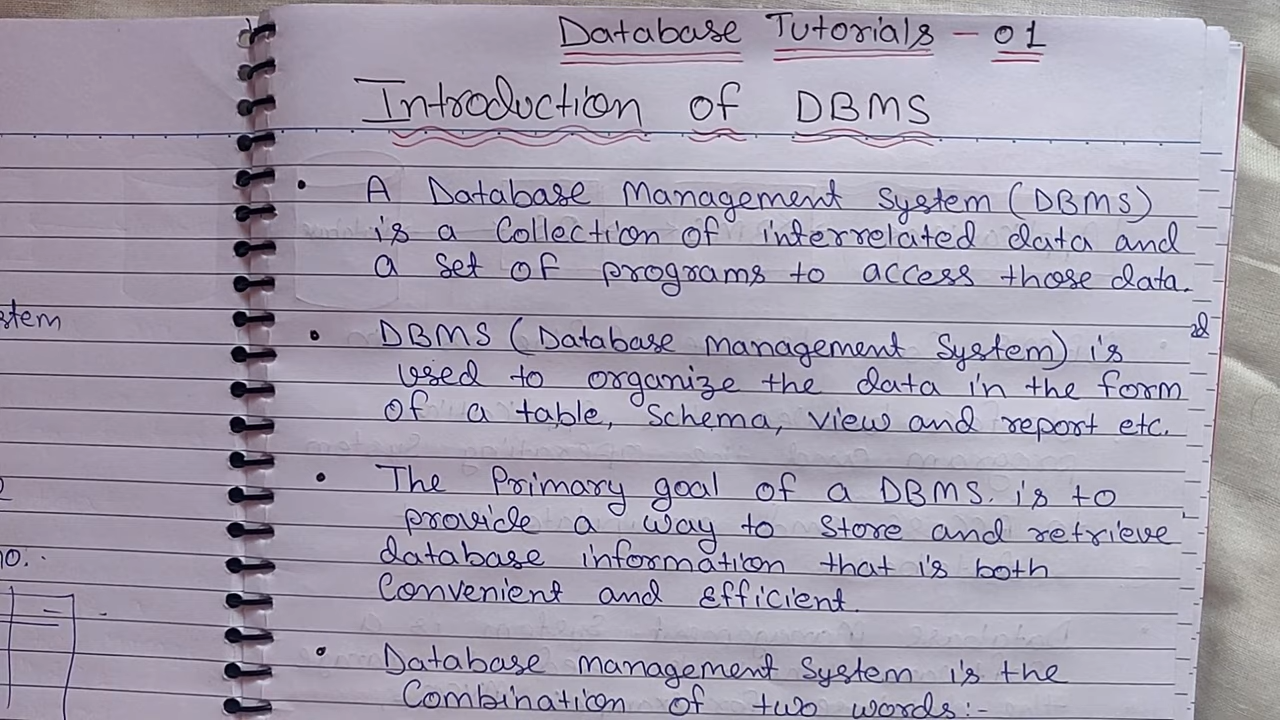 Database Tutorials - 01
Introduction of DBMS
• A Database Management System (DBMS)
is a Collection of interrelated data and
a set of programs to access those data.
• DBMS (Database management System) is
used to organize the data in the form
of a table, Schema, view and report etc.
• The Primary goal of a DBMS. is to
provide a way to store and retrieve
database information that is both
Convenient and efficient.
• Database management System is the
Combination of two words:-
stem